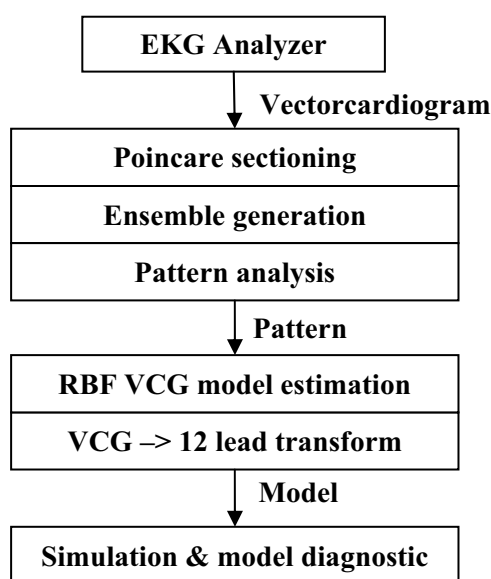 EKG Analyzer
Vectorcardiogram
Poincare sectioning
Ensemble generation
Pattern analysis
Pattern
RBF VCG model estimation
VCG –> 12 lead transform
Model
Simulation & model diagnostic